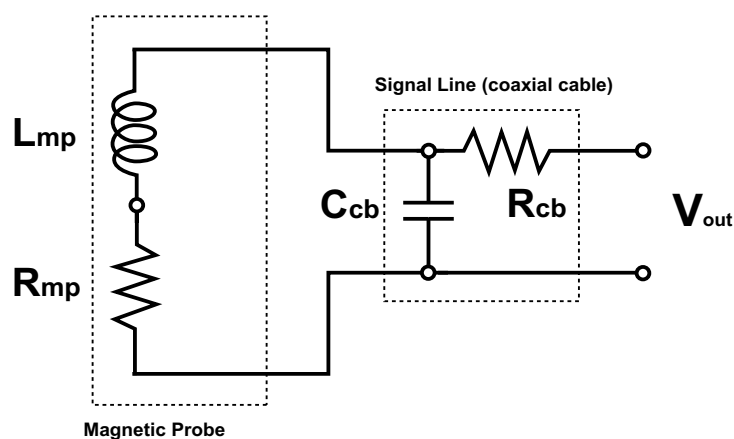 Signal Line (coaxial cable)
Lmp
Ccb
Rcb
Vout
Rmp
Magnetic Probe